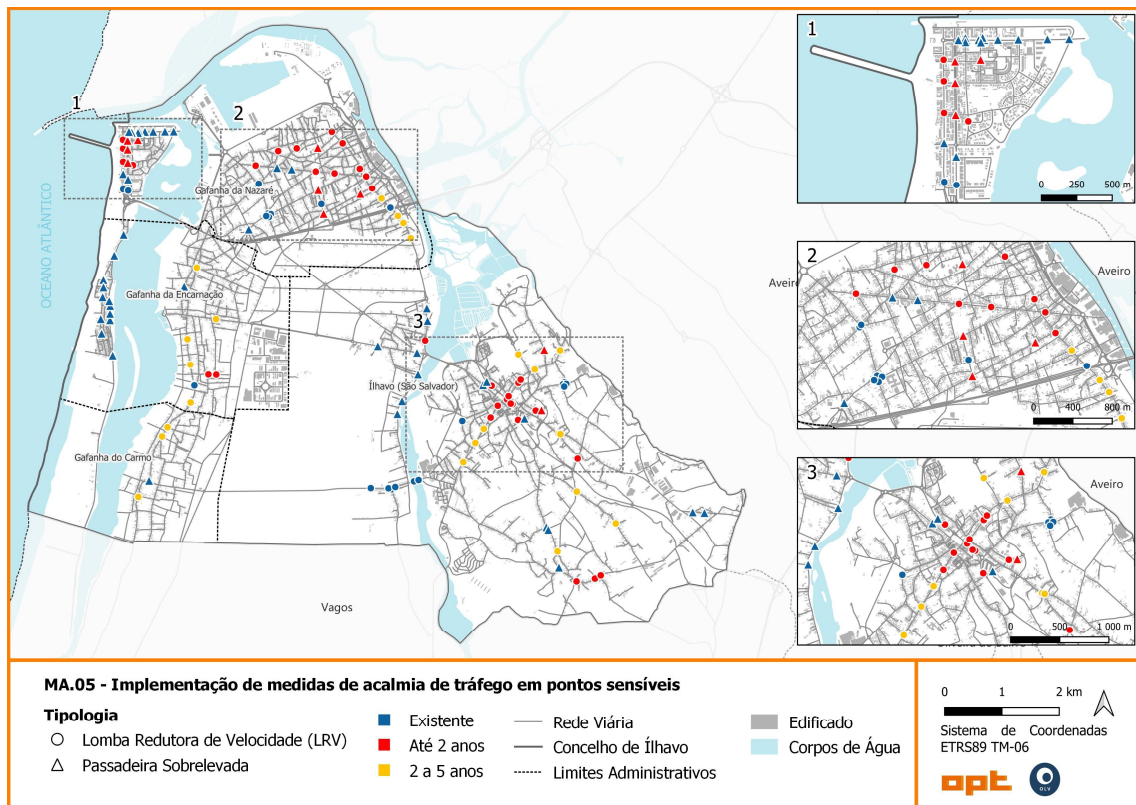 1
2
3
OCEANO ATLÂNTICO
Gafanha da Nazaré
Gafanha da Encarnação
Gafanha do Carmo
Ílhavo (São Salvador)
Vagos
1
0 250 500 m
2
Aveiro
Aveiro
0 400 800 m
3
Aveiro
0 500 1 000 m
MA.05 - Implementação de medidas de acalmia de tráfego em pontos sensíveis
Tipologia
Lomba Redutora de Velocidade (LRV)
Passadeira Sobrelevada
Existente
Até 2 anos
2 a 5 anos
Rede Viária
Concelho de Ílhavo
Limites Administrativos
Edificado
Corpos de Água
0 1 2 km
Sistema de Coordenadas
ETRS89 TM-06
opt
OLV